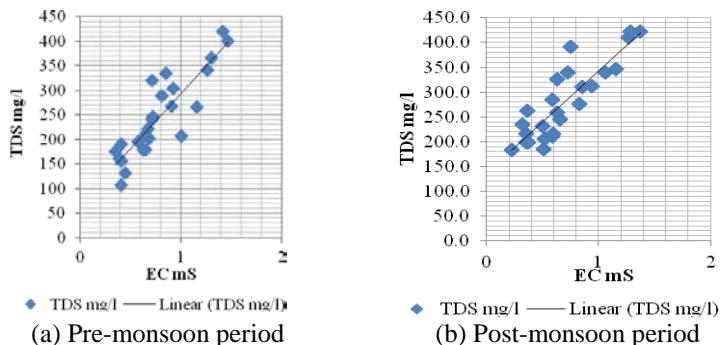 TDS mg/l
450
400
350
300
250
200
150
100
50
0
0
1
2
EC mS
TDS mg/l
Linear (TDS mg/l)
(a) Pre-monsoon period
TDS mg/l
450.0
400.0
350.0
300.0
250.0
200.0
150.0
100.0
50.0
0.0
0
1
2
EC mS
TDS mg/l
Linear (TDS mg/l)
(b) Post-monsoon period